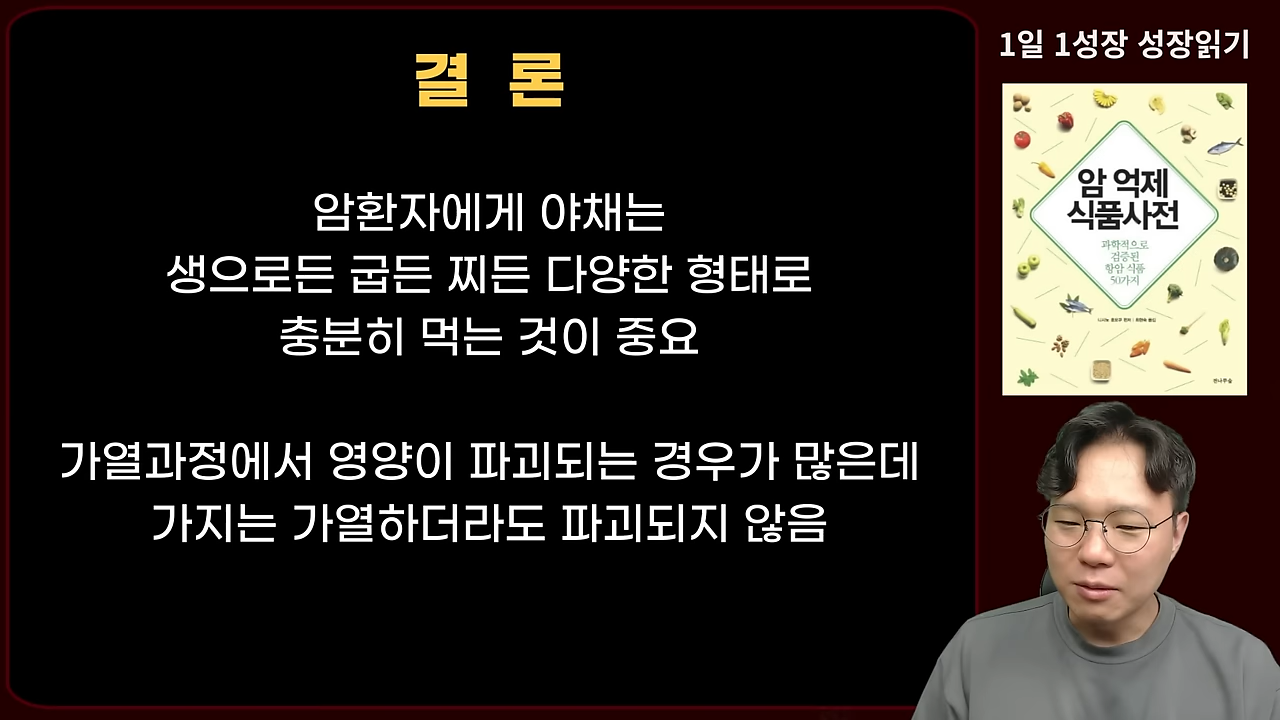 결 론
암환자에게 야채는
생으로든 굽든 찌든 다양한 형태로
충분히 먹는 것이 중요
가열과정에서 영양이 파괴되는 경우가 많은데
가지는 가열하더라도 파괴되지 않음
1일 1성장 성장읽기
암 억제
식품사전
과학적으로
검증된
항암 식품
50가지